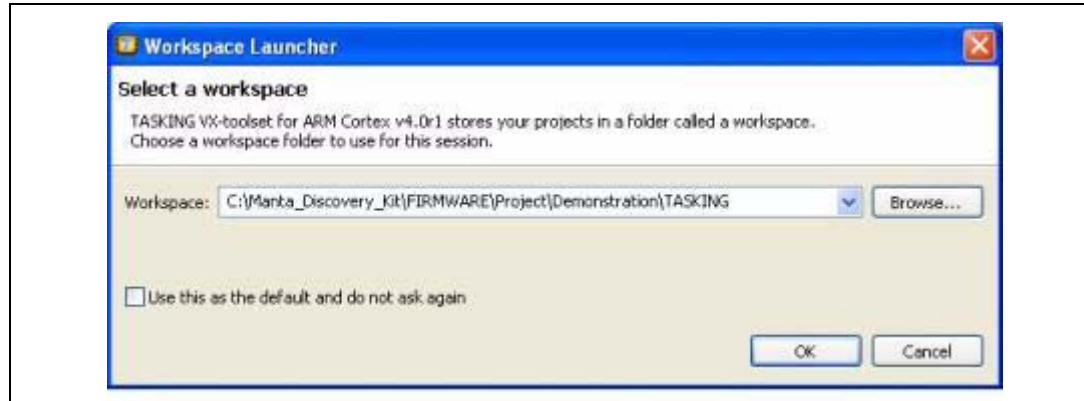 Workspace Launcher
Select a workspace
TASKING VX-toolset for ARM Cortex v4.0r1 stores your projects in a folder called a workspace.
Choose a workspace folder to use for this session.
Workspace: C:\Manta_Discovery_Kit\FIRMWARE\Project\Demonstration\TASKING Browse...
Use this as the default and do not ask again
OK Cancel